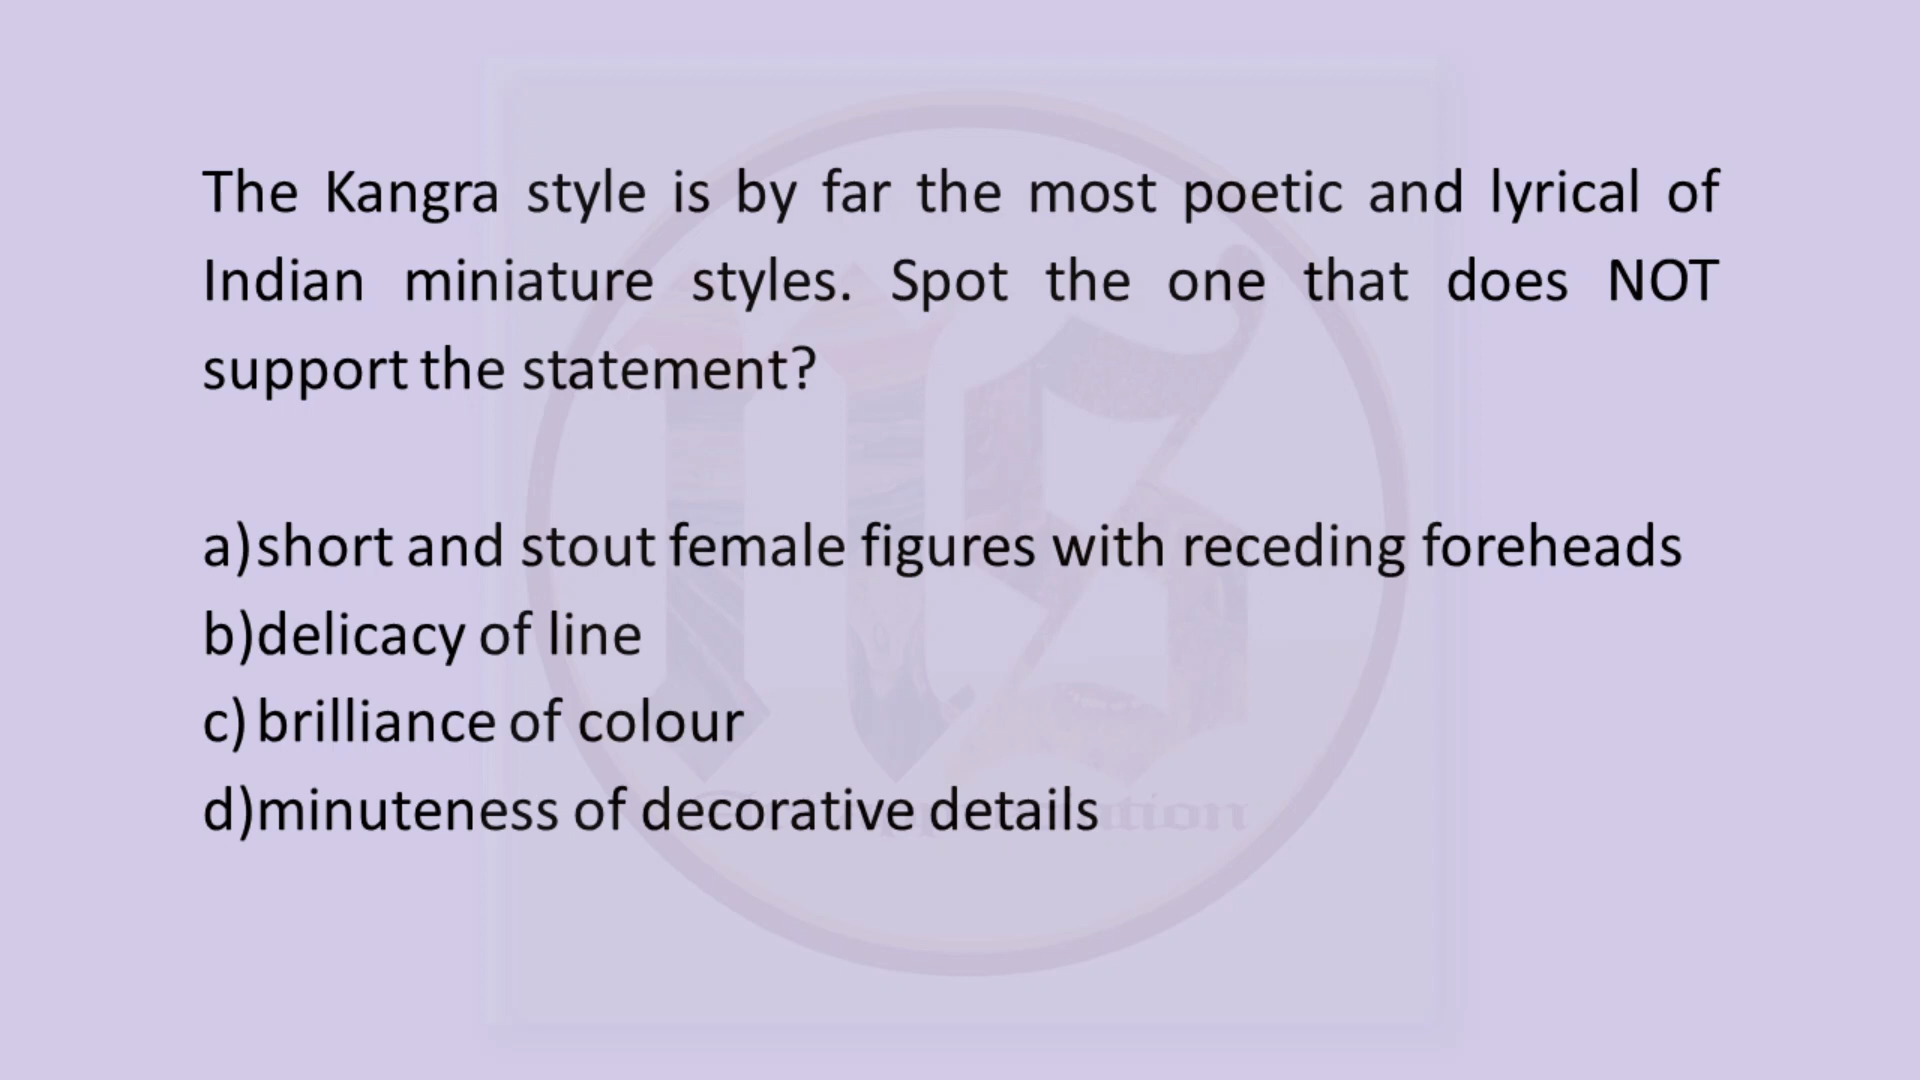 The Kangra style is by far the most poetic and lyrical of
Indian miniature styles. Spot the one that does NOT
support the statement?
a)short and stout female figures with receding foreheads
b)delicacy of line
c) brilliance of colour
d)minuteness of decorative details